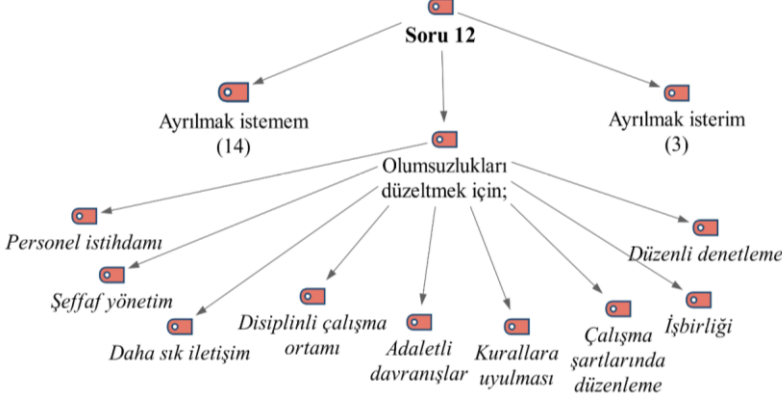 Soru 12
Ayrılmak istemem
(14)
Ayrılmak isterim
(3)
Olumsuzlukları
düzeltmek için;
Personel istihdamı
Şeffaf yönetim
Daha sık iletişim
Disiplinli çalışma
ortamı
Adaletli
davranışlar
Kurallara
uyulması
Çalışma
şartlarında
düzenleme
İşbirliği
Düzenli denetleme